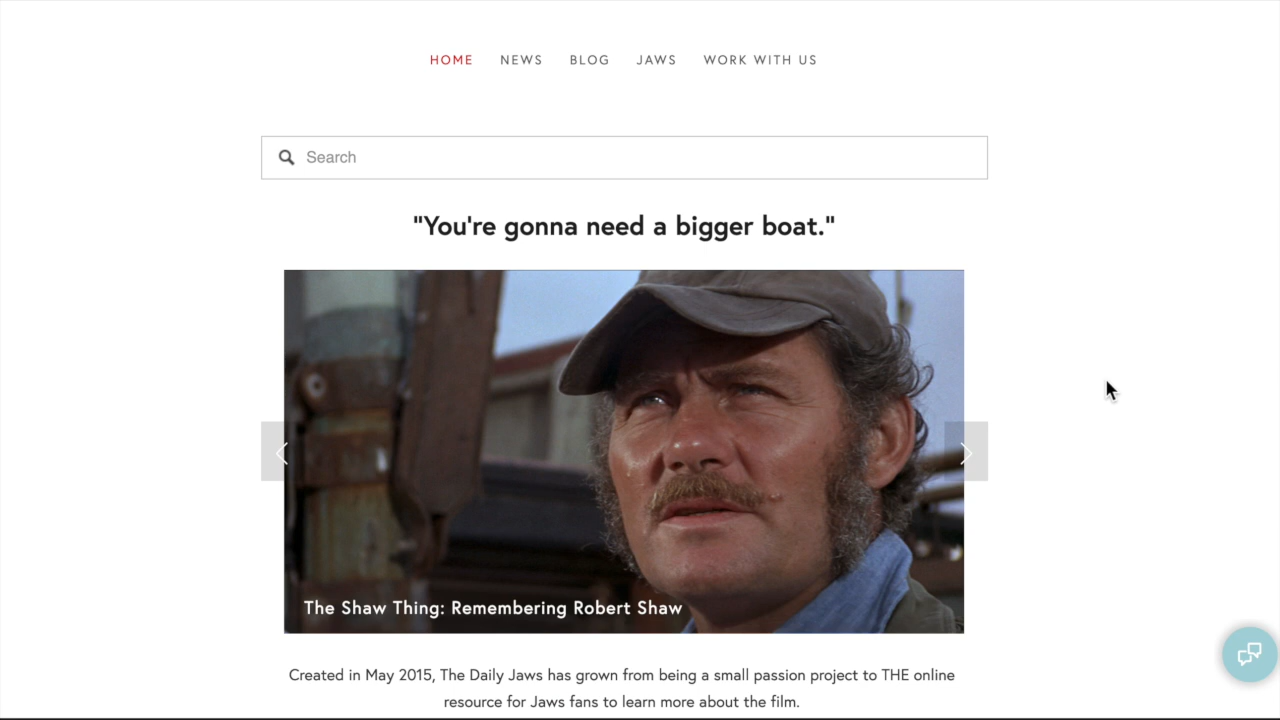 HOME NEWS BLOG JAWS WORK WITH US
Search
"You're gonna need a bigger boat."
The Shaw Thing: Remembering Robert Shaw
Created in May 2015, The Daily Jaws has grown from being a small passion project to THE online
resource for Jaws fans to learn more about the film.